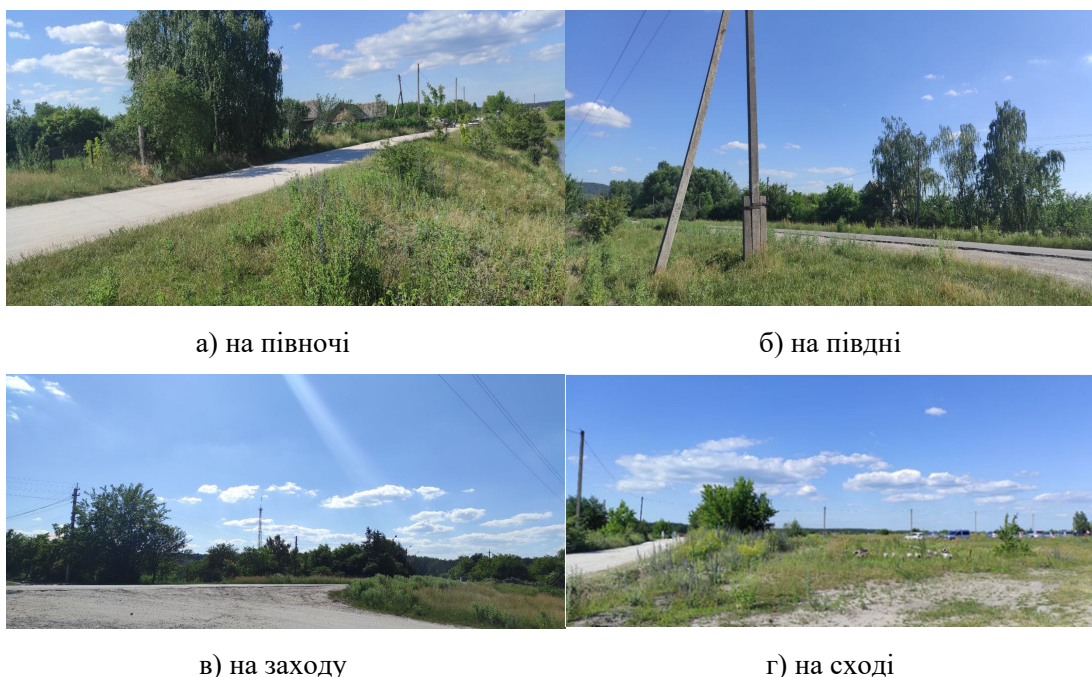 а) на півночі
б) на півдні
в) на заходу
г) на сході